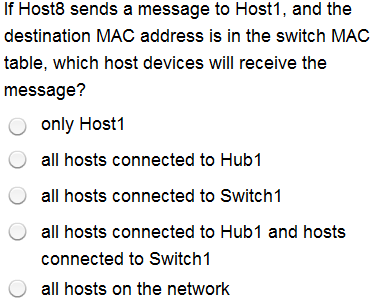 If Host8 sends a message to Host1, and the
destination MAC address is in the switch MAC
table, which host devices will receive the
message?
only Host1
all hosts connected to Hub1
all hosts connected to Switch1
all hosts connected to Hub1 and hosts
connected to Switch1
all hosts on the network